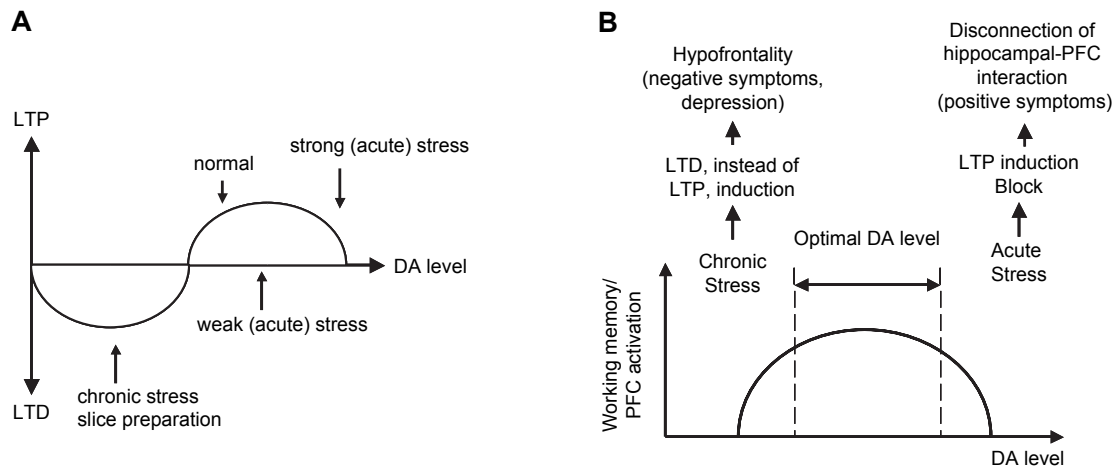 A
LTP
normal
strong (acute) stress
DA level
weak (acute) stress
chronic stress
slice preparation
LTD
B
Hypofrontality
(negative symptoms,
depression)
LTD, instead of
LTP, induction
Chronic
Stress
Disconnection of
hippocampal-PFC
interaction
(positive symptoms)
LTP induction
Block
Acute
Stress
Optimal DA level
Working memory/
PFC activation
DA level